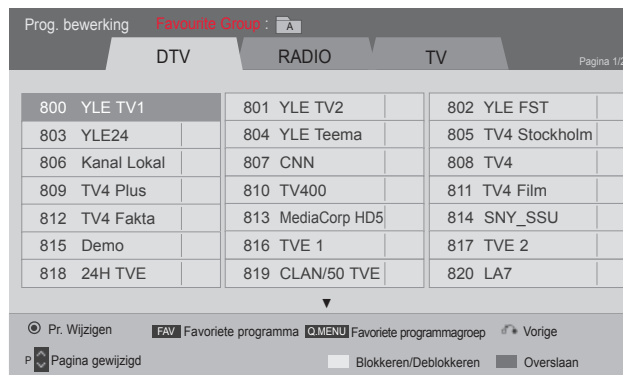 Prog. bewerking Favourite Group : A
DTV RADIO TV Pagina 1/2
800 YLE TV1 801 YLE TV2 802 YLE FST
803 YLE24 804 YLE Teema 805 TV4 Stockholm
806 Kanal Lokal 807 CNN 808 TV4
809 TV4 Plus 810 TV400 811 TV4 Film
812 TV4 Fakta 813 MediaCorp HD5 814 SNY_SSU
815 Demo 816 TVE 1 817 TVE 2
818 24H TVE 819 CLAN/50 TVE 820 LA7
Pr. Wijzigen FAV Favoriete programma Q.MENU Favoriete programmagroep Vorige
P Pagina gewijzigd Blokkeren/Deblokkeren Overslaan